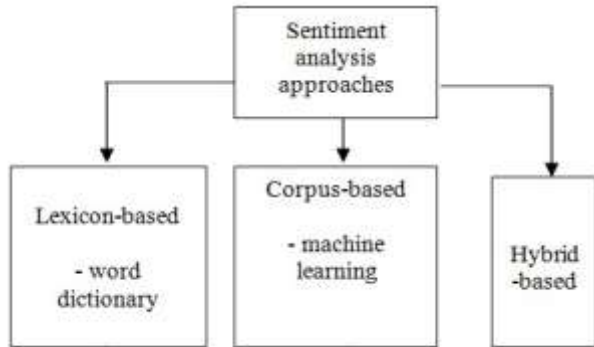 Sentiment
analysis
approaches
Lexicon-based
- word
dictionary
Corpus-based
- machine
learning
Hybrid
-based